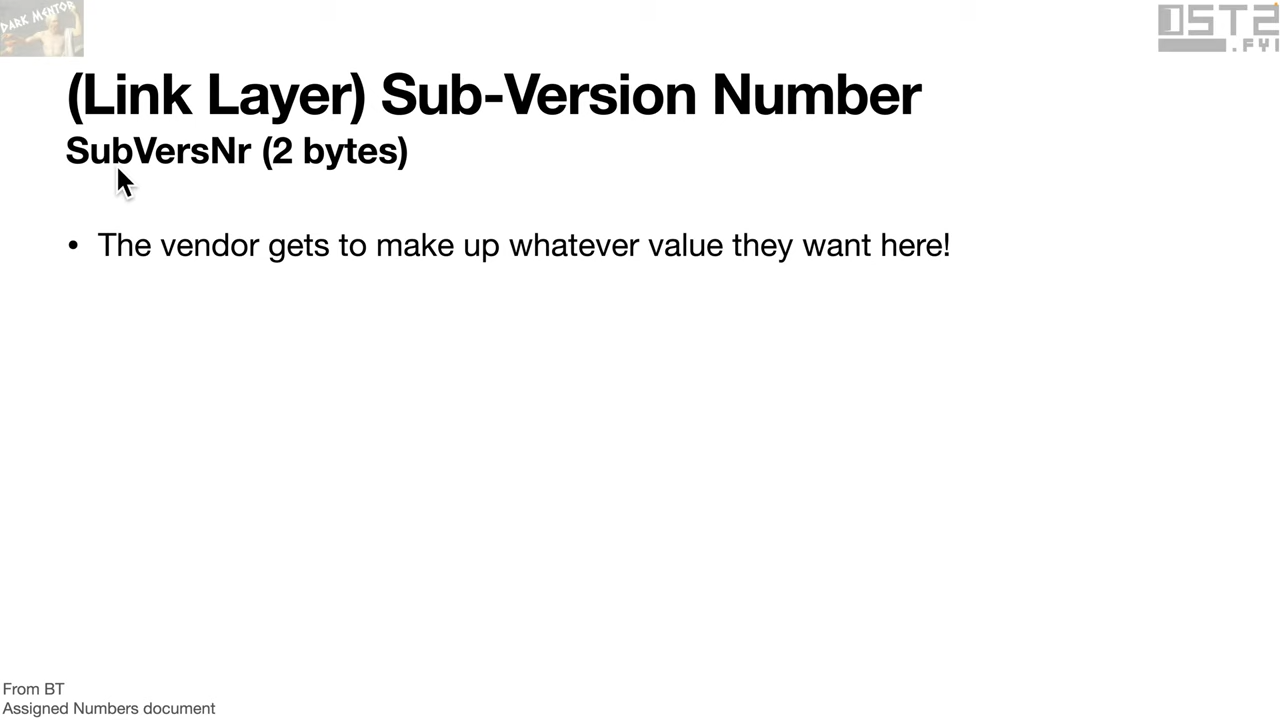 DARK MENTOR
OST2
.FYI
(Link Layer) Sub-Version Number
SubVersNr (2 bytes)
• The vendor gets to make up whatever value they want here!
From BT
Assigned Numbers document